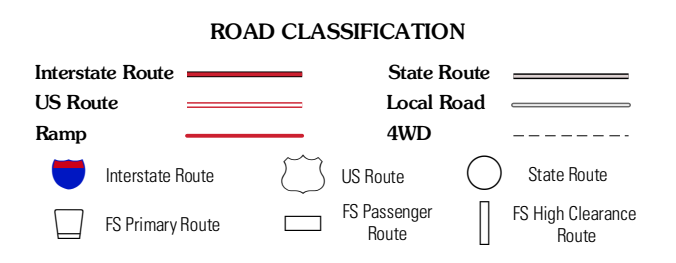 ROAD CLASSIFICATION
Interstate Route
State Route
US Route
Local Road
Ramp
4WD
Interstate Route
US Route
State Route
FS Primary Route
FS Passenger
Route
FS High Clearance
Route